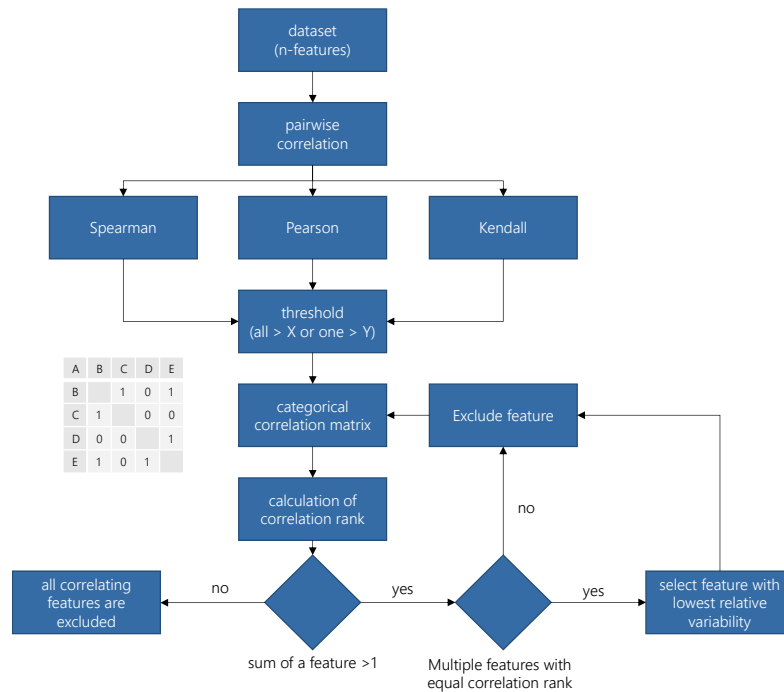 dataset
(n-features)
pairwise
correlation
Spearman
Pearson
Kendall
threshold
(all > X or one > Y)
A B C D E
B 1 0 1
C 1 0 0
D 0 0 1
E 1 0 1
categorical
correlation matrix
Exclude feature
calculation of
correlation rank
no
all correlating
features are
excluded
no
yes
yes
select feature with
lowest relative
variability
sum of a feature >1
Multiple features with
equal correlation rank